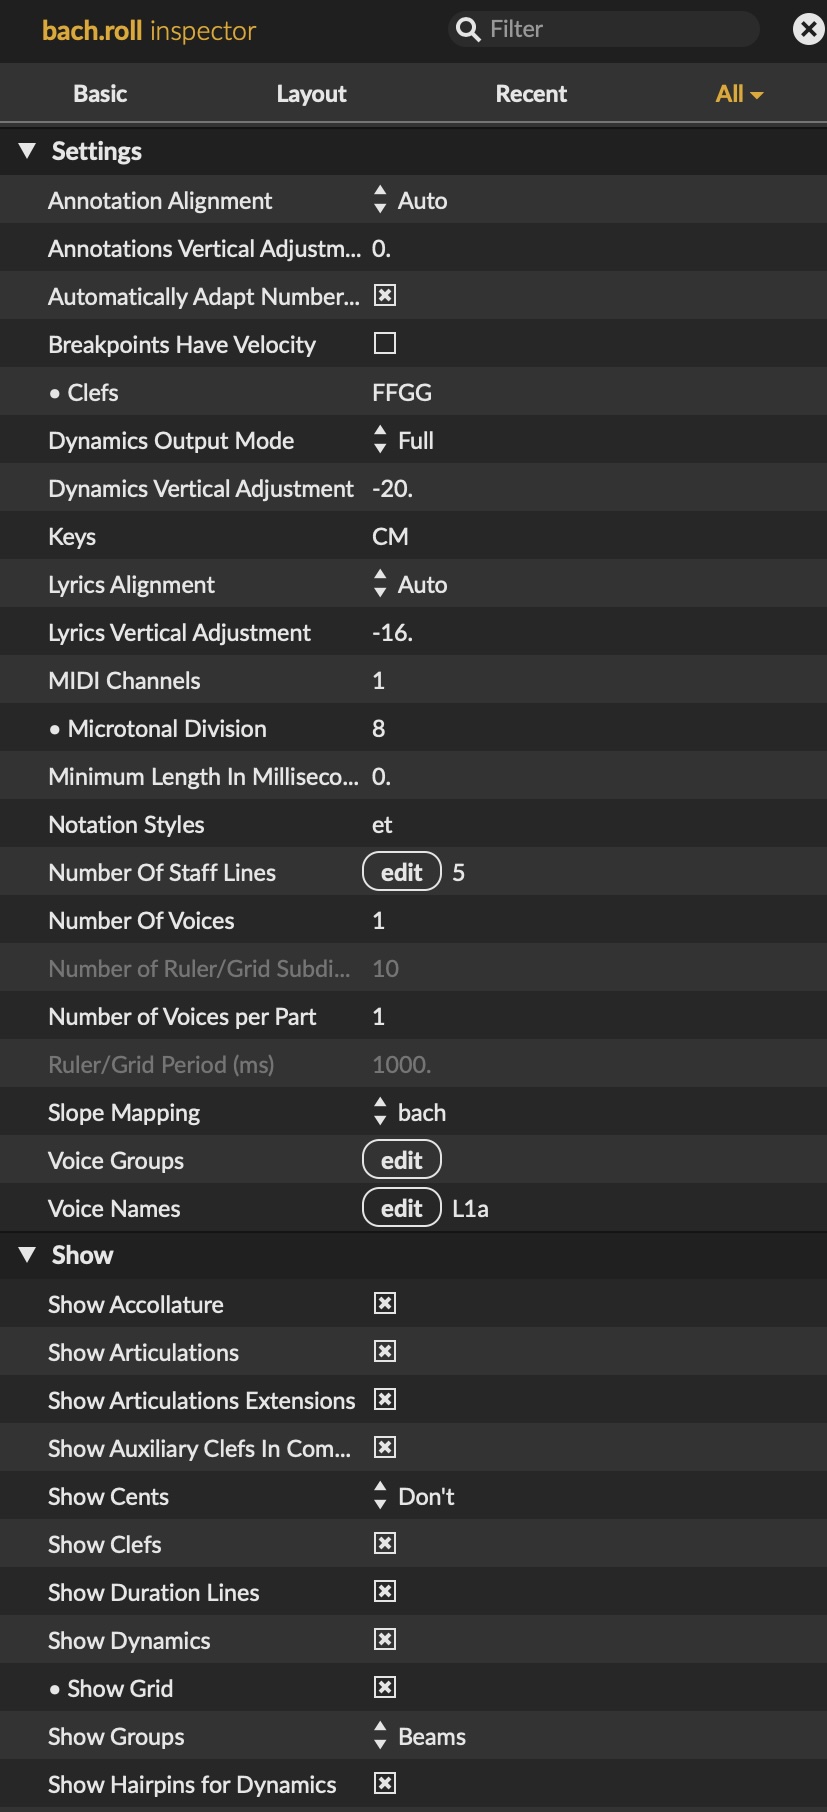 bach.roll inspector Filter
Basic Layout Recent All
Settings
Annotation Alignment Auto
Annotations Vertical Adjustm... 0.
Automatically Adapt Number...
Breakpoints Have Velocity
• Clefs FFGG
Dynamics Output Mode Full
Dynamics Vertical Adjustment -20.
Keys CM
Lyrics Alignment Auto
Lyrics Vertical Adjustment -16.
MIDI Channels 1
• Microtonal Division 8
Minimum Length In Milliseco... 0.
Notation Styles et
Number Of Staff Lines edit 5
Number Of Voices 1
Number of Ruler/Grid Subdi... 10
Number of Voices per Part 1
Ruler/Grid Period (ms) 1000.
Slope Mapping bach
Voice Groups edit
Voice Names edit L1a
Show
Show Accollature
Show Articulations
Show Articulations Extensions
Show Auxiliary Clefs In Com...
Show Cents Don't
Show Clefs
Show Duration Lines
Show Dynamics
• Show Grid
Show Groups Beams
Show Hairpins for Dynamics